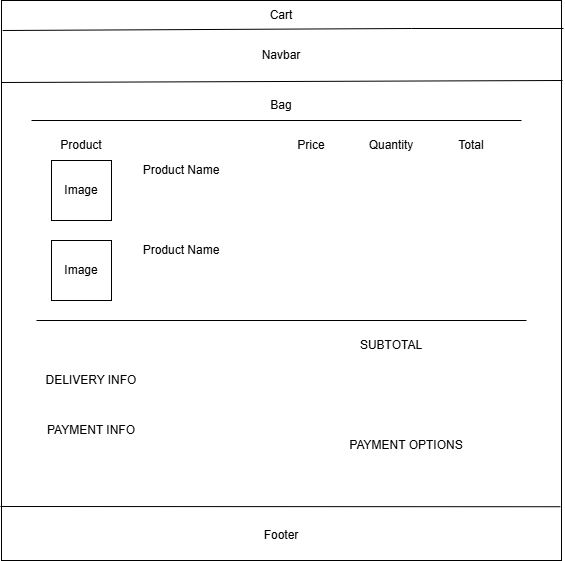 Cart
Navbar
Bag
Product Price Quantity Total
Image Product Name
Image Product Name
SUBTOTAL
DELIVERY INFO
PAYMENT INFO
PAYMENT OPTIONS
Footer